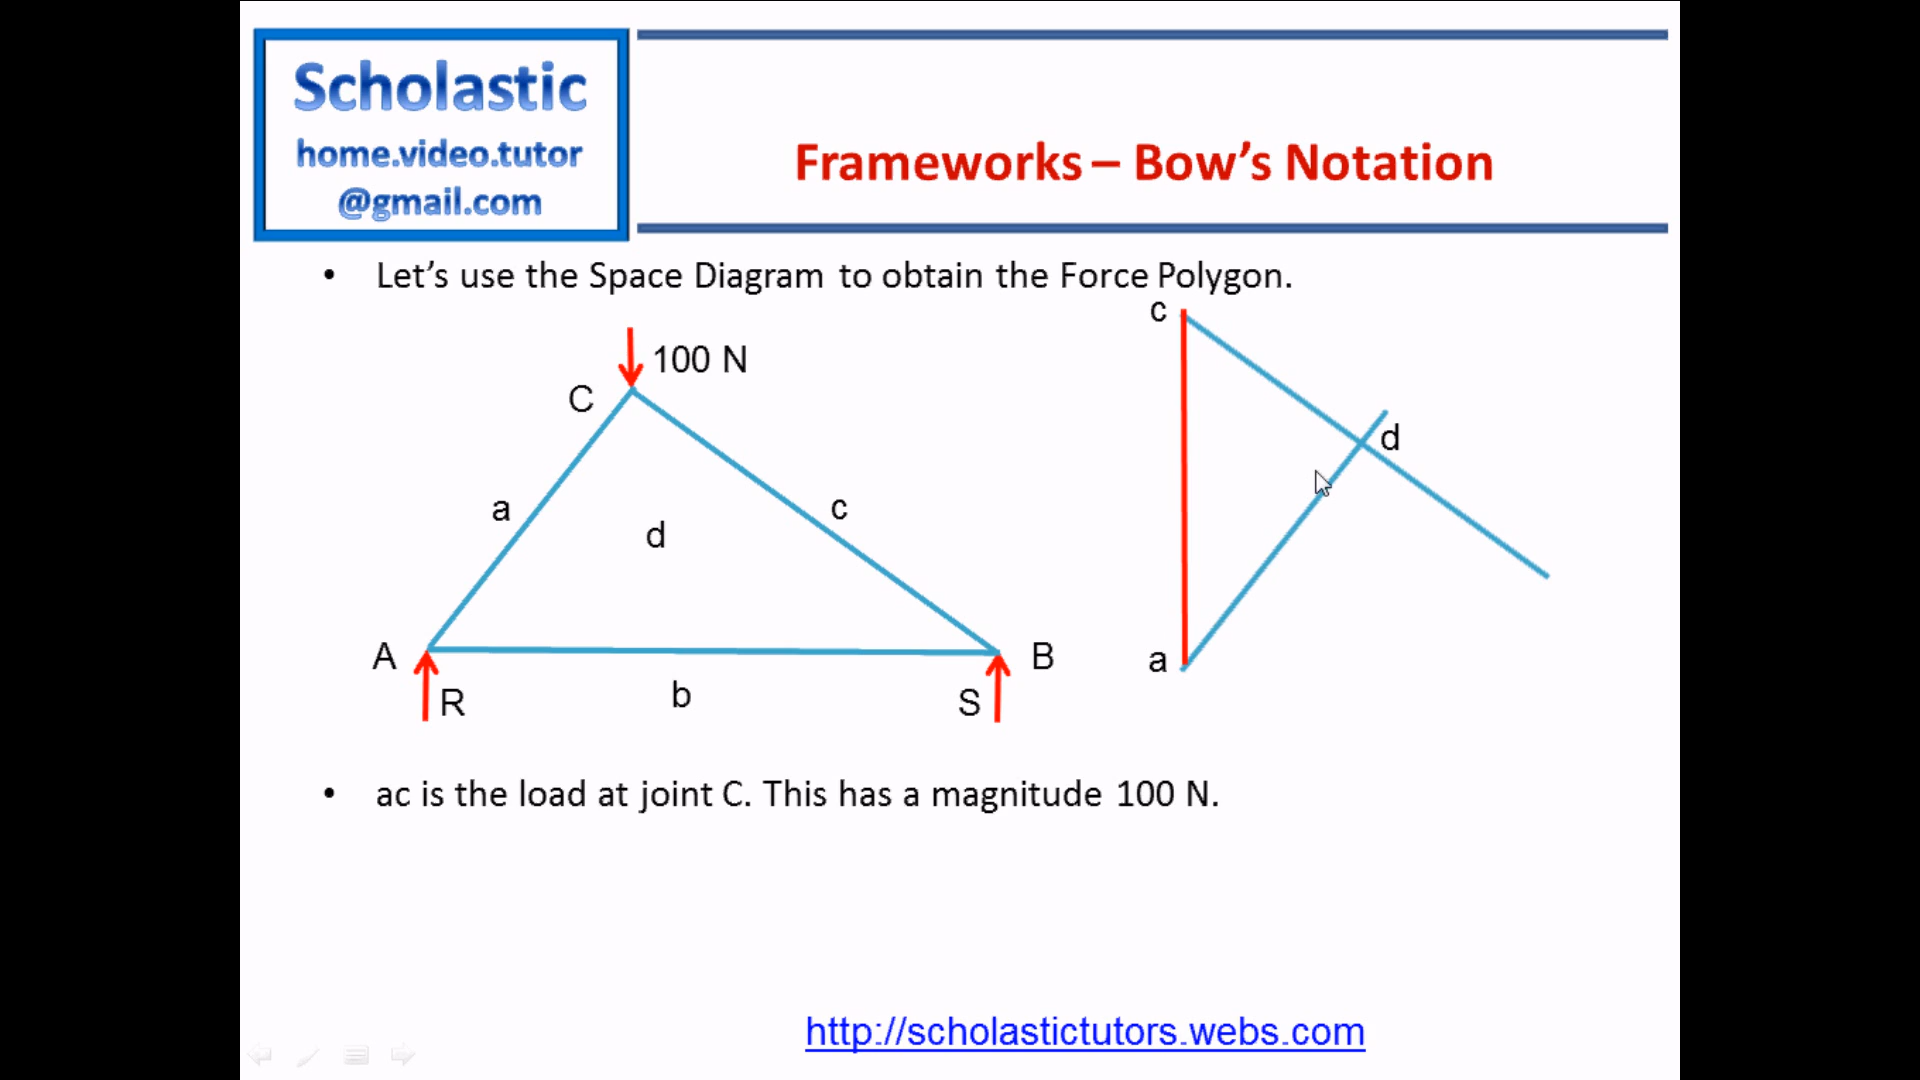 Scholastic
home.video.tutor
@gmail.com
Frameworks – Bow’s Notation
• Let’s use the Space Diagram to obtain the Force Polygon.
c
100 N
C
d
a
c
d
A
B
a
R
b
S
• ac is the load at joint C. This has a magnitude 100 N.
http://scholastictutors.webs.com